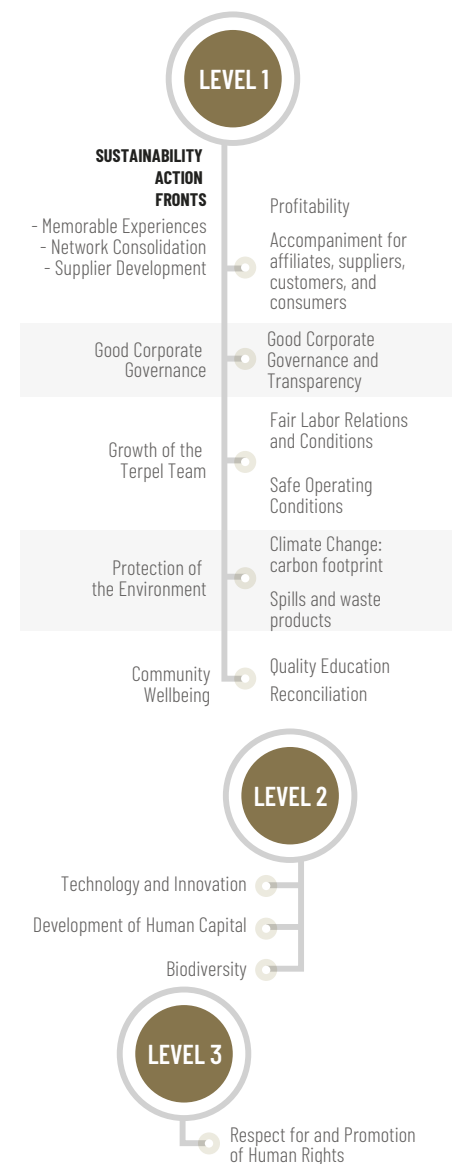 LEVEL 1
SUSTAINABILITY
ACTION
FRONTS
- Memorable Experiences
- Network Consolidation
- Supplier Development
Profitability
Accompaniment for
affiliates, suppliers,
customers, and
consumers
Good Corporate
Governance
Good Corporate
Governance and
Transparency
Growth of the
Terpel Team
Fair Labor Relations
and Conditions
Safe Operating
Conditions
Protection of
the Environment
Climate Change:
carbon footprint
Spills and waste
products
Community
Wellbeing
Quality Education
Reconciliation
LEVEL 2
Technology and Innovation
Development of Human Capital
Biodiversity
LEVEL 3
Respect for and Promotion
of Human Rights